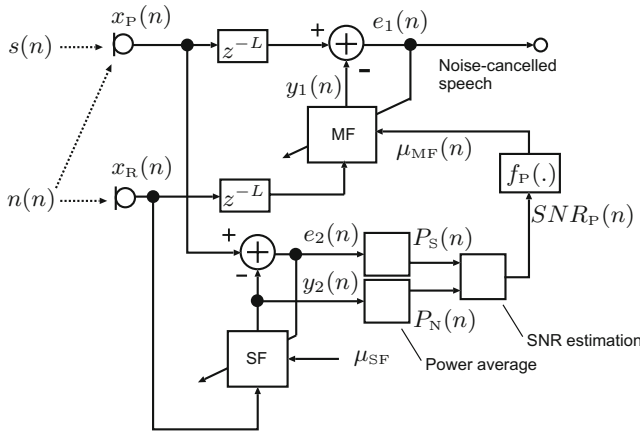 x_P(n)
e_1(n)
s(n)
z^{-L}
+
+
−
y_1(n)
Noise-cancelled
speech
MF
μ_MF(n)
x_R(n)
f_P(.)
n(n)
z^{-L}
SNR_P(n)
+
e_2(n)
P_S(n)
+
−
y_2(n)
P_N(n)
SNR estimation
SF
μ_SF
Power average